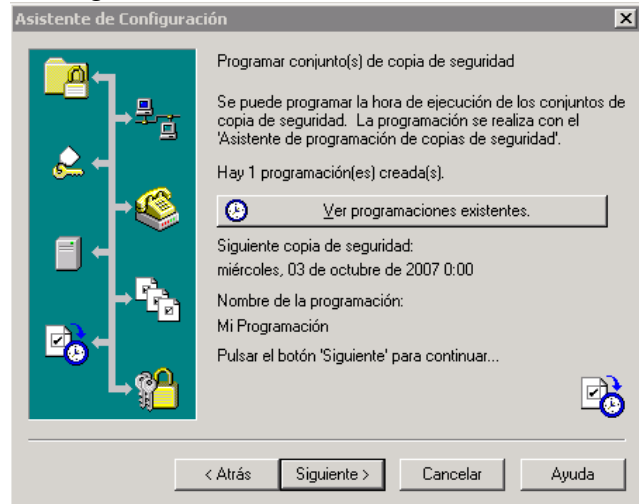 Asistente de Configuración
Programar conjunto(s) de copia de seguridad
Se puede programar la hora de ejecución de los conjuntos de
copia de seguridad. La programación se realiza con el
'Asistente de programación de copias de seguridad'.
Hay 1 programación(es) creada(s).
Ver programaciones existentes.
Siguiente copia de seguridad:
miércoles, 03 de octubre de 2007 0:00
Nombre de la programación:
Mi Programación
Pulsar el botón 'Siguiente' para continuar...
< Atrás Siguiente > Cancelar Ayuda